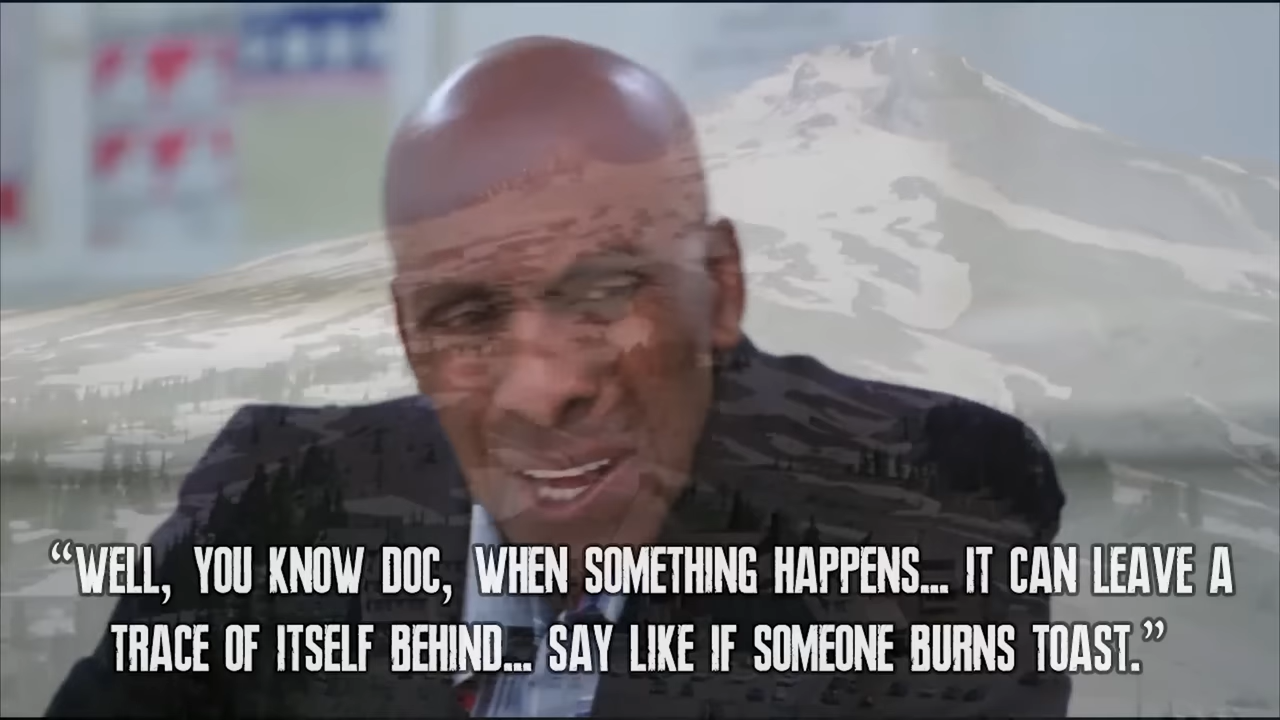 “WELL, YOU KNOW DOC, WHEN SOMETHING HAPPENS... IT CAN LEAVE A
TRACE OF ITSELF BEHIND... SAY LIKE IF SOMEONE BURNS TOAST.”